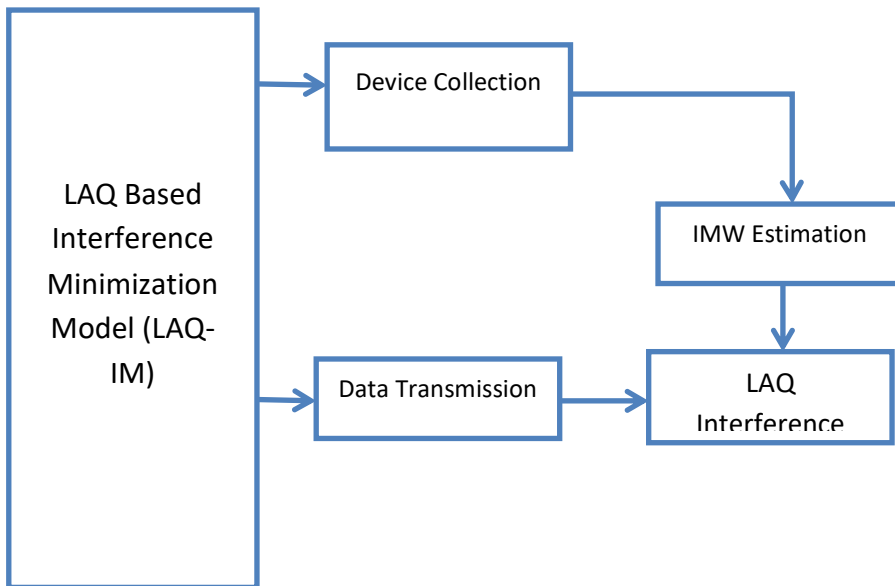 LAQ Based
Interference
Minimization
Model (LAQ-
IM)
Device Collection
IMW Estimation
Data Transmission
LAQ
Interference